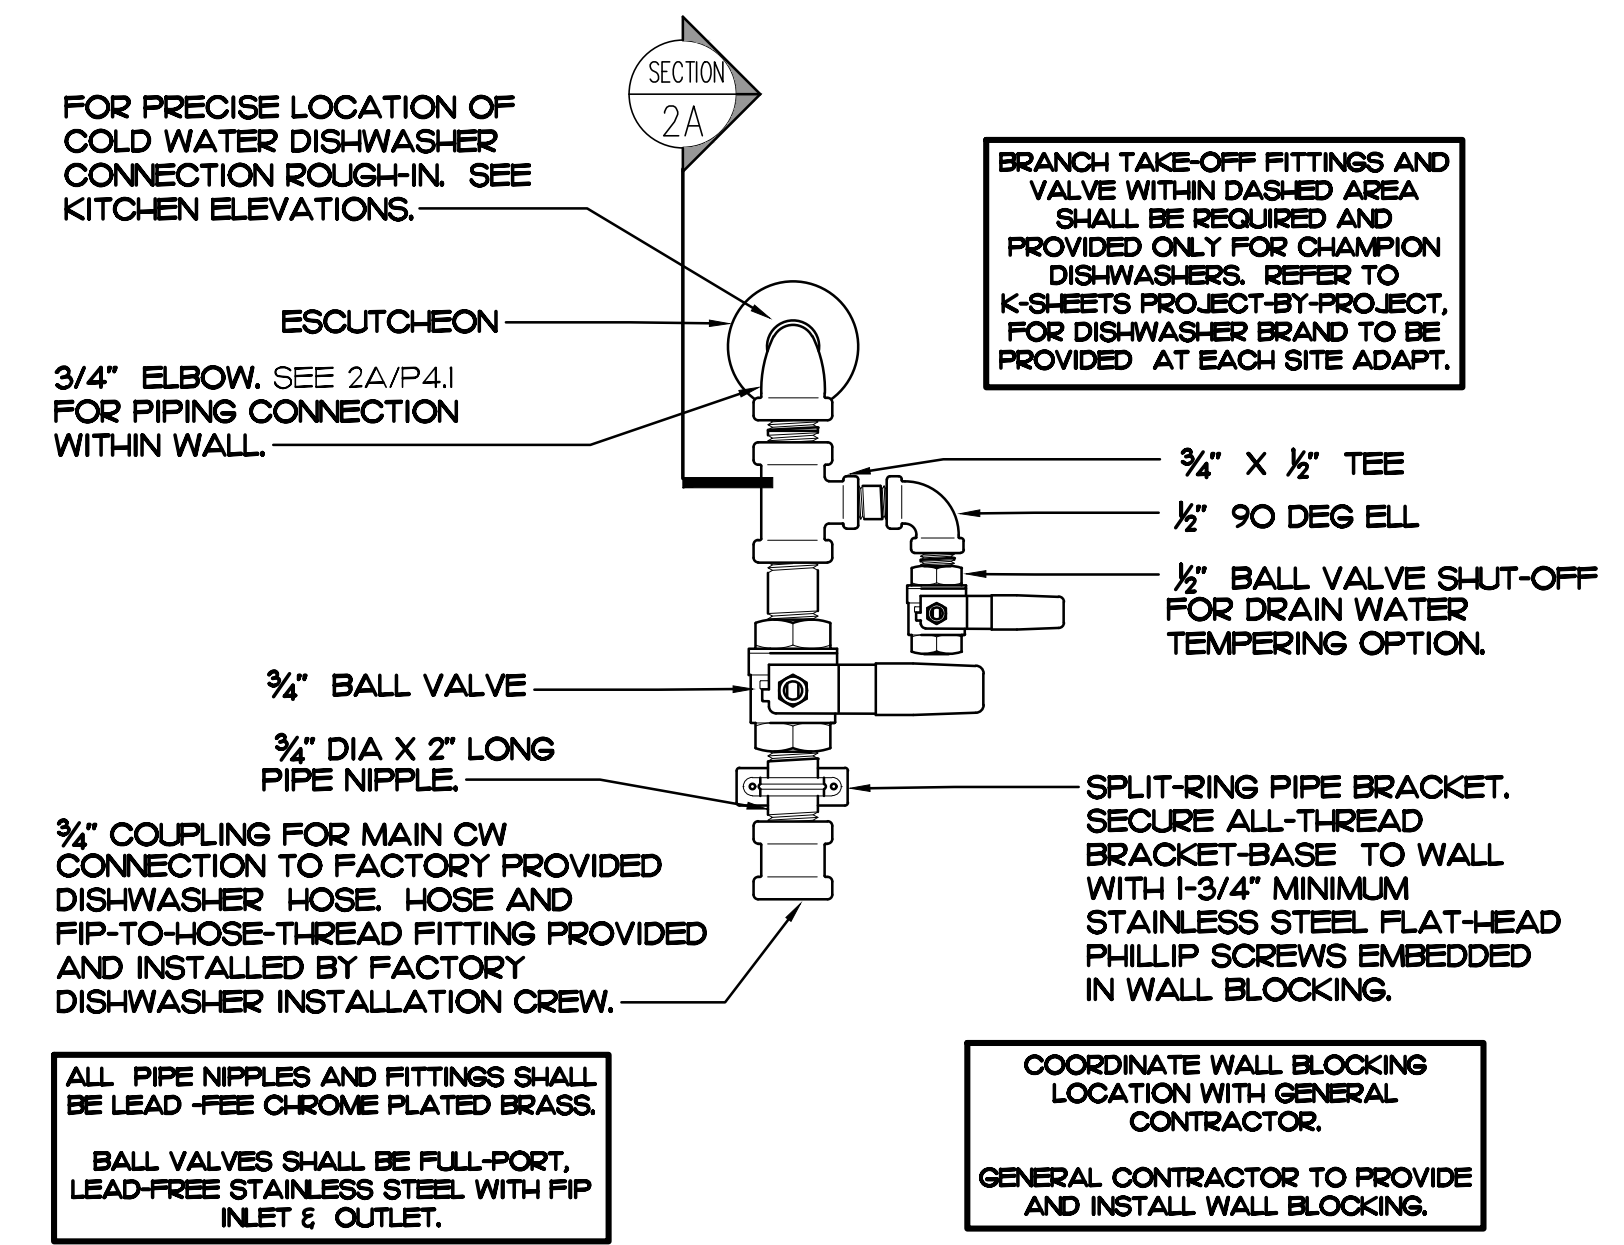 SECTION
2A
FOR PRECISE LOCATION OF
COLD WATER DISHWASHER
CONNECTION ROUGH-IN. SEE
KITCHEN ELEVATIONS.
BRANCH TAKE-OFF FITTINGS AND
VALVE WITHIN DASHED AREA
SHALL BE REQUIRED AND
PROVIDED ONLY FOR CHAMPION
DISHWASHERS. REFER TO
K-SHEETS PROJECT-BY-PROJECT,
FOR DISHWASHER BRAND TO BE
PROVIDED AT EACH SITE ADAPT.
ESCUTCHEON
3/4" ELBOW. SEE 2A/P4.1
FOR PIPING CONNECTION
WITHIN WALL.
3/4" X 1/2" TEE
1/2" 90 DEG ELL
1/2" BALL VALVE SHUT-OFF
FOR DRAIN WATER
TEMPERING OPTION.
3/4" BALL VALVE
3/4" DIA X 2" LONG
PIPE NIPPLE.
3/4" COUPLING FOR MAIN CW
CONNECTION TO FACTORY PROVIDED
DISHWASHER HOSE. HOSE AND
FIP-TO-HOSE-THREAD FITTING PROVIDED
AND INSTALLED BY FACTORY
DISHWASHER INSTALLATION CREW.
SPLIT-RING PIPE BRACKET.
SECURE ALL-THREAD
BRACKET-BASE TO WALL
WITH 1-3/4" MINIMUM
STAINLESS STEEL FLAT-HEAD
PHILLIP SCREWS EMBEDDED
IN WALL BLOCKING.
ALL PIPE NIPPLES AND FITTINGS SHALL
BE LEAD -FEE CHROME PLATED BRASS.
BALL VALVES SHALL BE FULL-PORT,
LEAD-FREE STAINLESS STEEL WITH FIP
INLET & OUTLET.
COORDINATE WALL BLOCKING
LOCATION WITH GENERAL
CONTRACTOR.
GENERAL CONTRACTOR TO PROVIDE
AND INSTALL WALL BLOCKING.